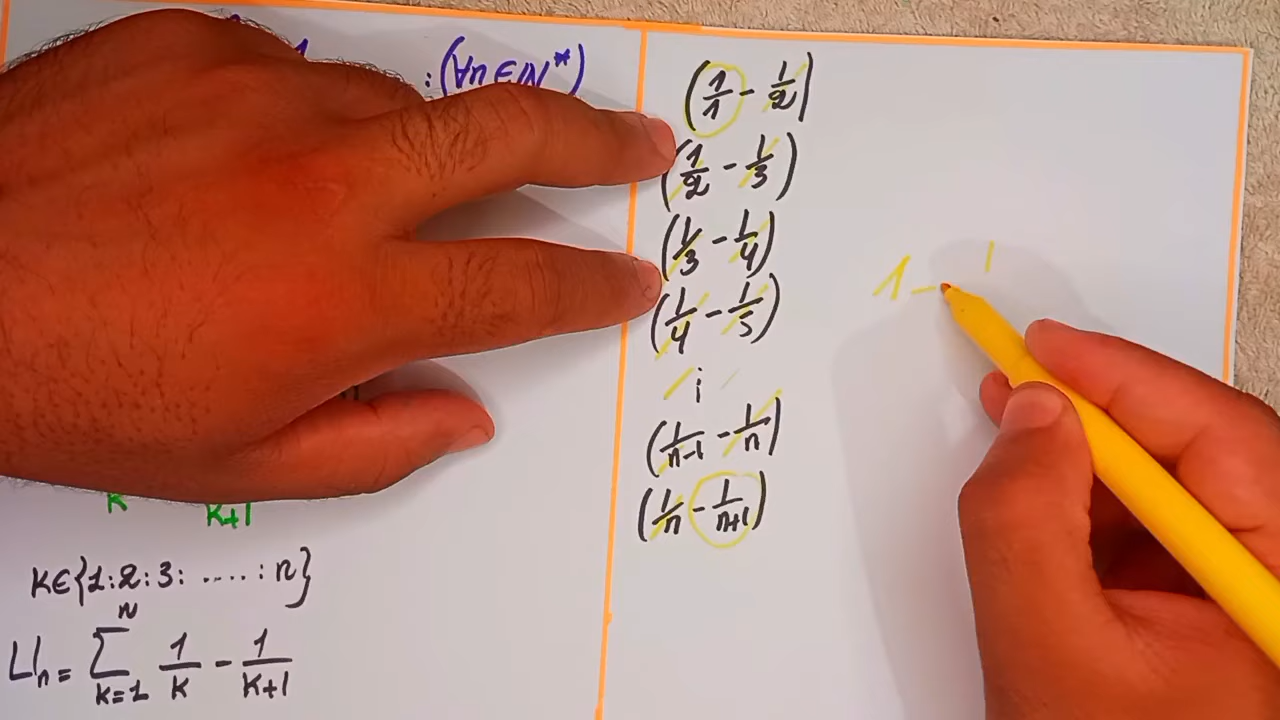 : (∀n∈ℕ*)
k k+1
K∈{1:2:3: ..... : n}
U_n = ∑_{K=1}^{n} 1/K - 1/(K+1)
(1/1 - 1/2)
(1/2 - 1/3)
(1/3 - 1/4)
(1/4 - 1/5)
⋮
(1/(n-1) - 1/n)
(1/n - 1/(n+1))
1 -